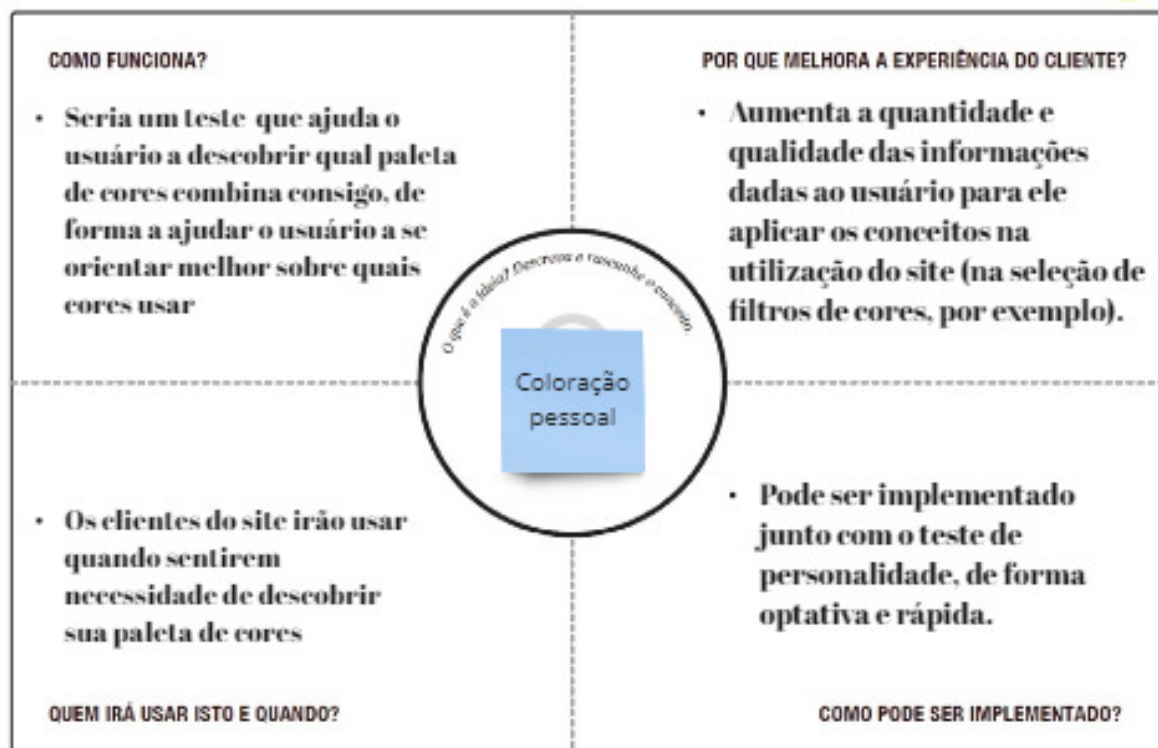 COMO FUNCIONA?
• Seria um teste que ajuda o
usuário a descobrir qual paleta
de cores combina consigo, de
forma a ajudar o usuário a se
orientar melhor sobre quais
cores usar
POR QUE MELHORA A EXPERIÊNCIA DO CLIENTE?
• Aumenta a quantidade e
qualidade das informações
dadas ao usuário para ele
aplicar os conceitos na
utilização do site (na seleção de
filtros de cores, por exemplo).
O que é a ideia? Descreva e rascunhe o conceito.
Coloração
pessoal
• Os clientes do site irão usar
quando sentirem
necessidade de descobrir
sua paleta de cores
QUEM IRÁ USAR ISTO E QUANDO?
• Pode ser implementado
junto com o teste de
personalidade, de forma
optativa e rápida.
COMO PODE SER IMPLEMENTADO?